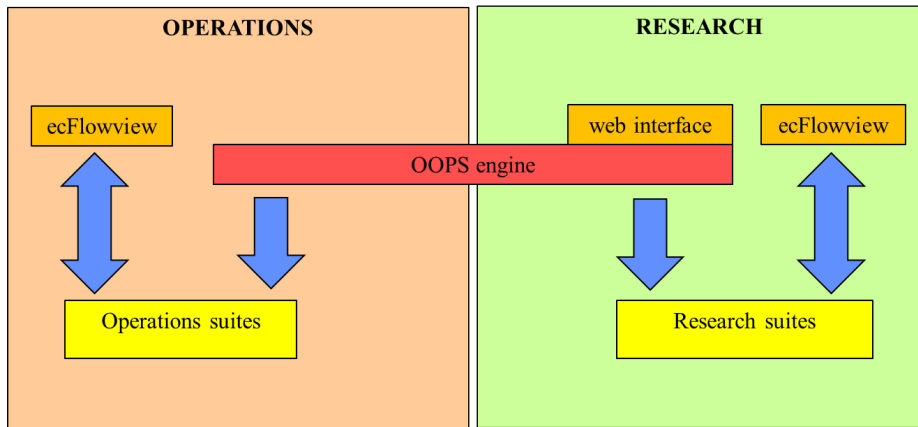 OPERATIONS
RESEARCH
ecFlowview
web interface
ecFlowview
OOPS engine
Operations suites
Research suites